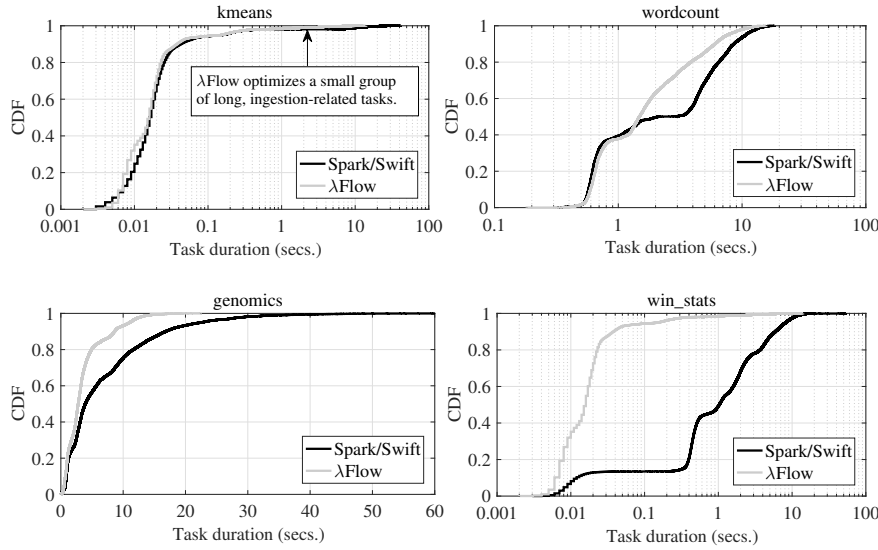 kmeans
1
0.8
0.6
0.4
0.2
0
CDF
λFlow optimizes a small group
of long, ingestion-related tasks.
Spark/Swift
λFlow
0.001 0.01 0.1 1 10 100
Task duration (secs.)
wordcount
1
0.8
0.6
0.4
0.2
0
CDF
Spark/Swift
λFlow
0.1 1 10 100
Task duration (secs.)
genomics
1
0.8
0.6
0.4
0.2
0
CDF
Spark/Swift
λFlow
0 10 20 30 40 50 60
Task duration (secs.)
win_stats
1
0.8
0.6
0.4
0.2
0
CDF
Spark/Swift
λFlow
0.001 0.01 0.1 1 10 100
Task duration (secs.)